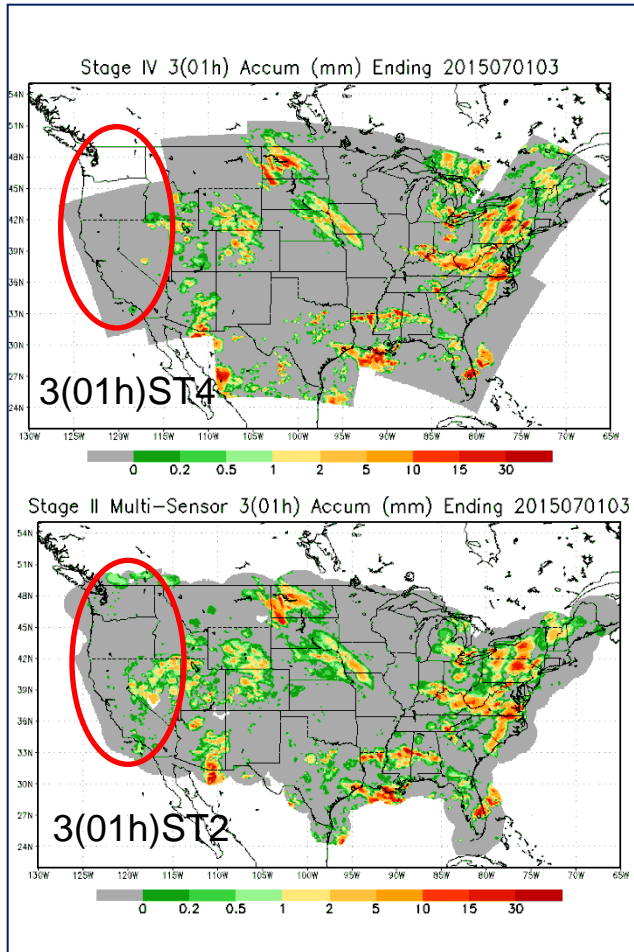 Stage IV 3(01h) Accum (mm) Ending 2015070103
54N
51N
48N
45N
42N
39N
36N
33N
30N
27N
24N
3(01h)ST4
130W 125W 120W 115W 110W 105W 100W 95W 90W 85W 80W 75W 70W 65W
0 0.2 0.5 1 2 5 10 15 30
Stage II Multi-Sensor 3(01h) Accum (mm) Ending 2015070103
54N
51N
48N
45N
42N
39N
36N
33N
30N
27N
24N
3(01h)ST2
130W 125W 120W 115W 110W 105W 100W 95W 90W 85W 80W 75W 70W 65W
0 0.2 0.5 1 2 5 10 15 30